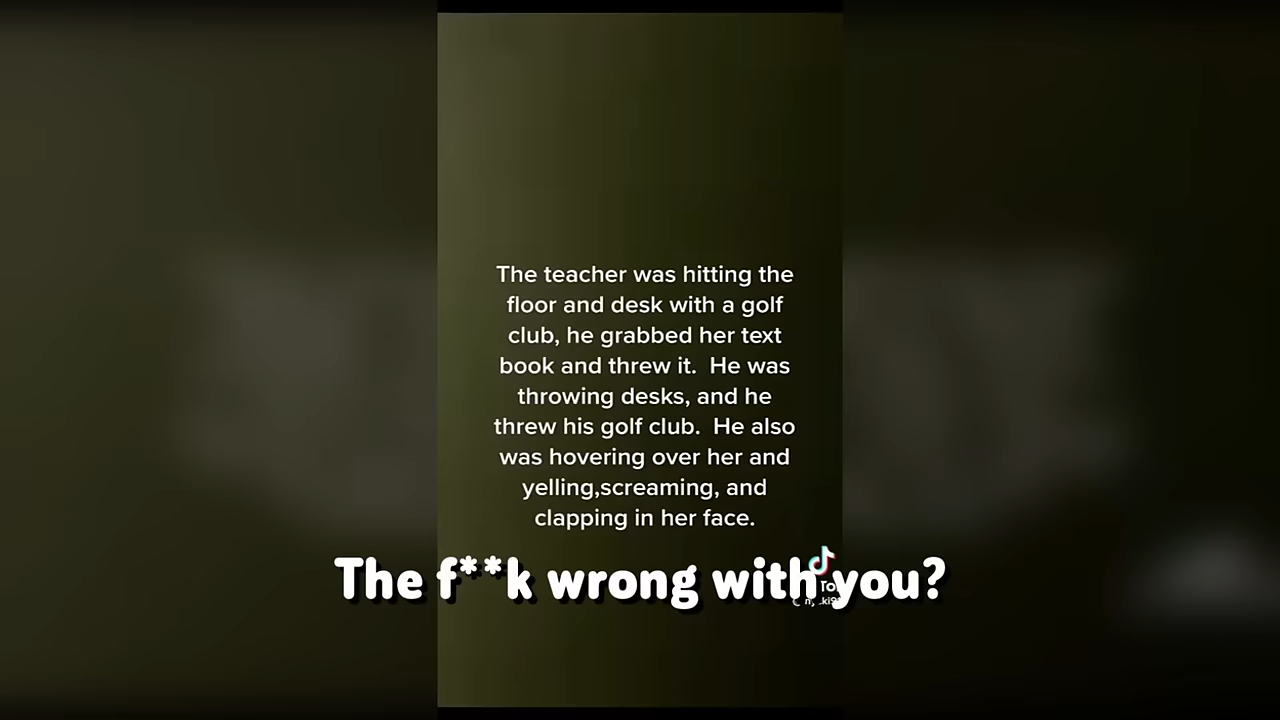 The teacher was hitting the
floor and desk with a golf
club, he grabbed her text
book and threw it.  He was
throwing desks, and he
threw his golf club.  He also
was hovering over her and
yelling,screaming, and
clapping in her face.
The f**k wrong with you?